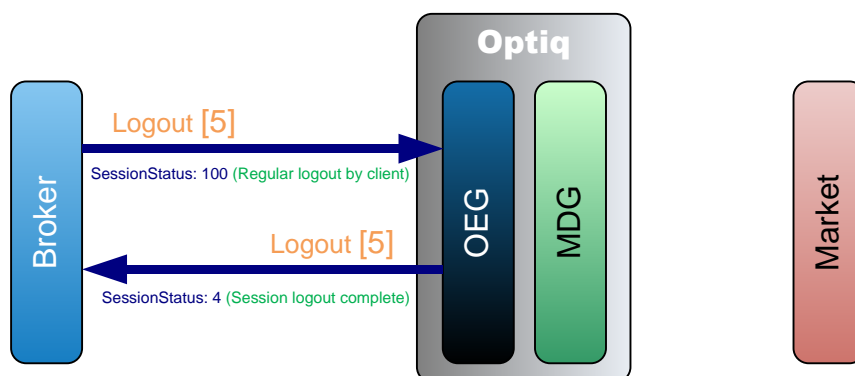 Optiq
Logout [5]
SessionStatus: 100 (Regular logout by client)
Logout [5]
SessionStatus: 4 (Session logout complete)
Broker
OEG
MDG
Market